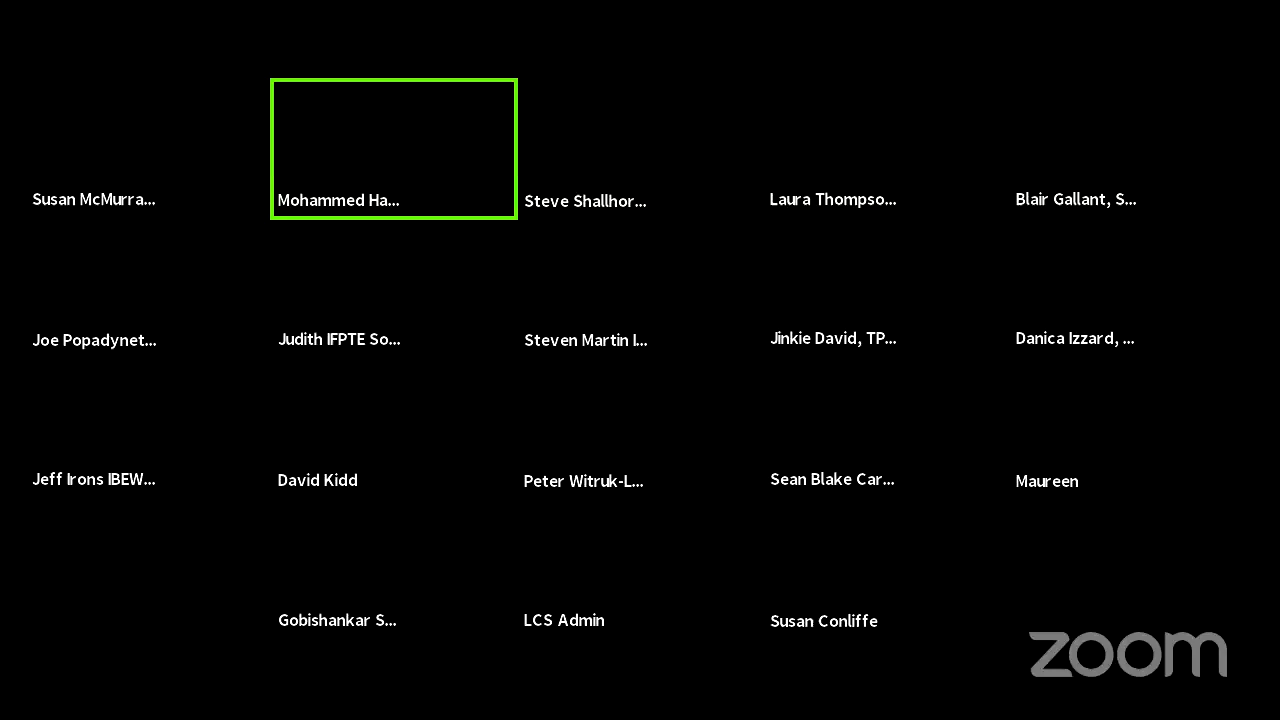 Susan McMurra...
Mohammed Ha...
Steve Shallhor...
Laura Thompso...
Blair Gallant, S...
Joe Popadynet...
Judith IFPTE So...
Steven Martin I...
Jinkie David, TP...
Danica Izzard, ...
Jeff Irons IBEW...
David Kidd
Peter Witruk-L...
Sean Blake Car...
Maureen
Gobishankar S...
LCS Admin
Susan Conliffe
zoom